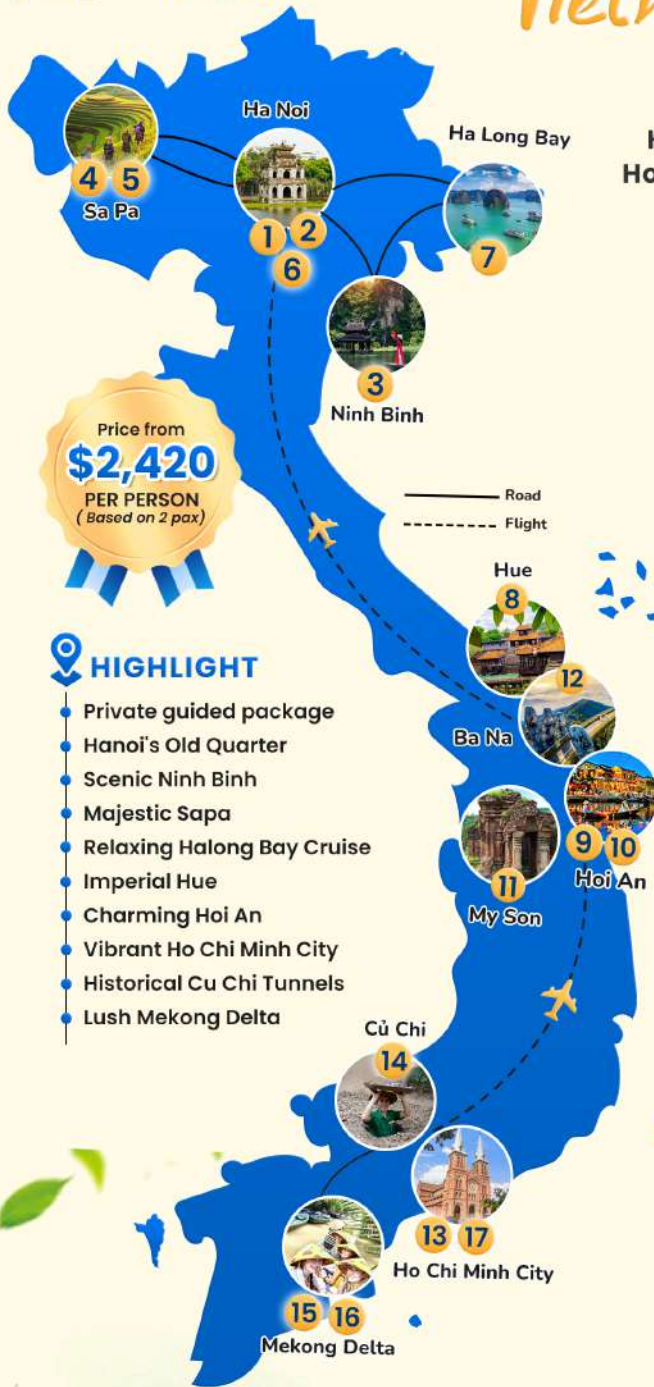 Ha Noi
Ha Long Bay
4 5
Sa Pa
1 2
6
7
3
Ninh Binh
Price from
$2,420
PER PERSON
( Based on 2 pax)
Road
Flight
Hue
8
12
HIGHLIGHT
Private guided package
Hanoi's Old Quarter
Scenic Ninh Binh
Majestic Sapa
Relaxing Halong Bay Cruise
Imperial Hue
Charming Hoi An
Vibrant Ho Chi Minh City
Historical Cu Chi Tunnels
Lush Mekong Delta
Ba Na
9 10
Hoi An
11
My Son
Củ Chi
14
13 17
Ho Chi Minh City
15 16
Mekong Delta